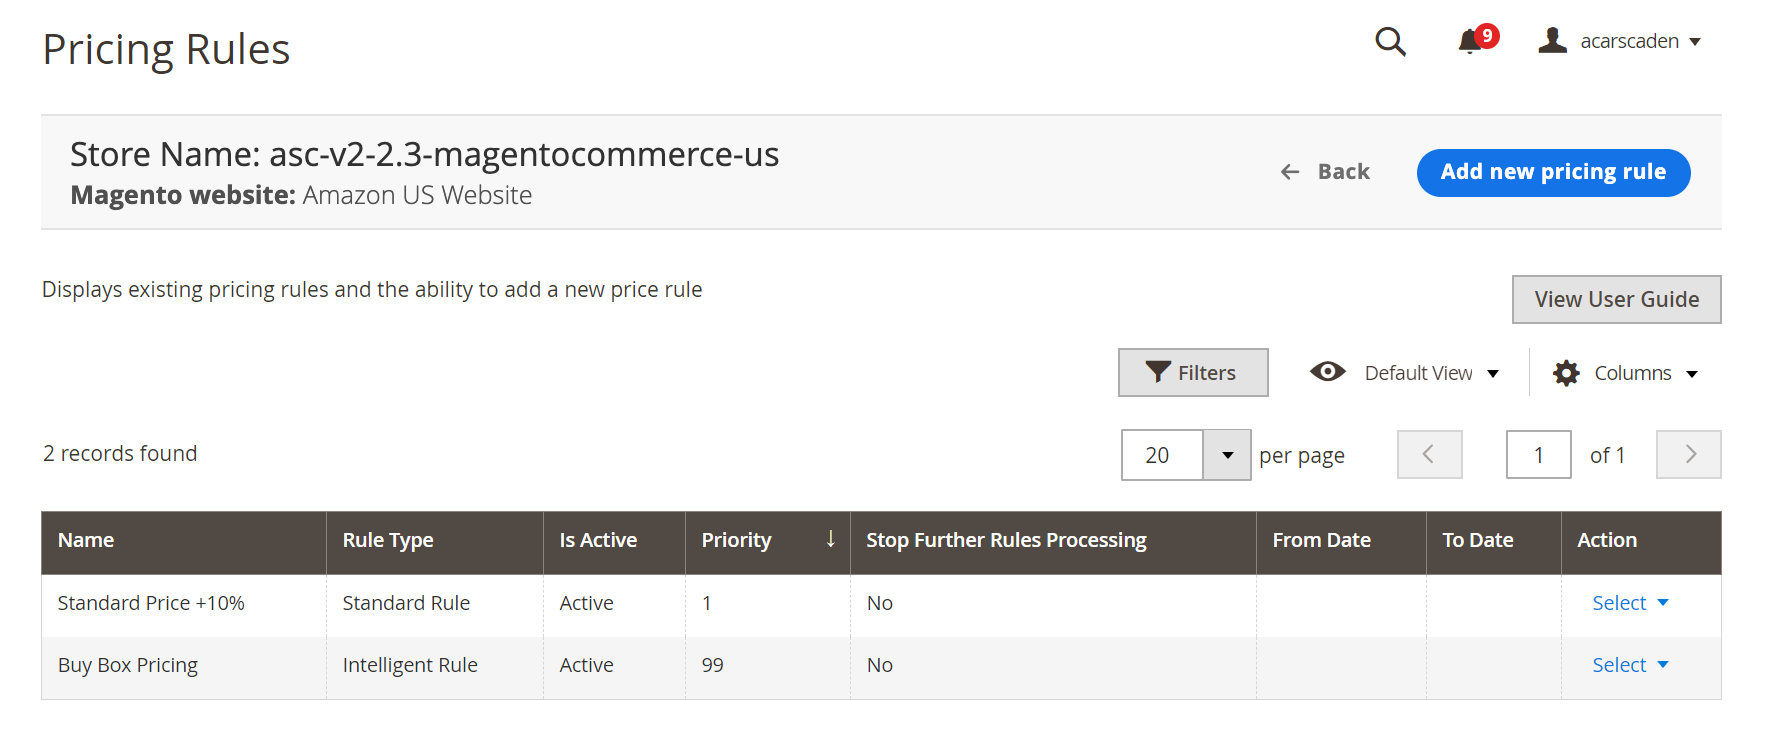 Pricing Rules
9
acarscaden
Store Name: asc-v2-2.3-magentocommerce-us
Magento website: Amazon US Website
Back
Add new pricing rule
Displays existing pricing rules and the ability to add a new price rule
View User Guide
Filters
Default View
Columns
2 records found
20 per page
1 of 1
Name Rule Type Is Active Priority ↓ Stop Further Rules Processing From Date To Date Action
Standard Price +10% Standard Rule Active 1 No Select
Buy Box Pricing Intelligent Rule Active 99 No Select